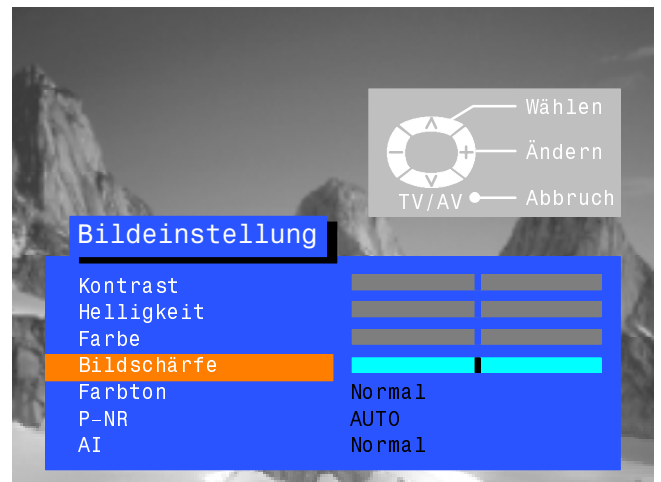 Wählen
Ändern
TV/AV Abbruch
Bildeinstellung
Kontrast
Helligkeit
Farbe
Bildschärfe
Farbton Normal
P-NR AUTO
AI Normal